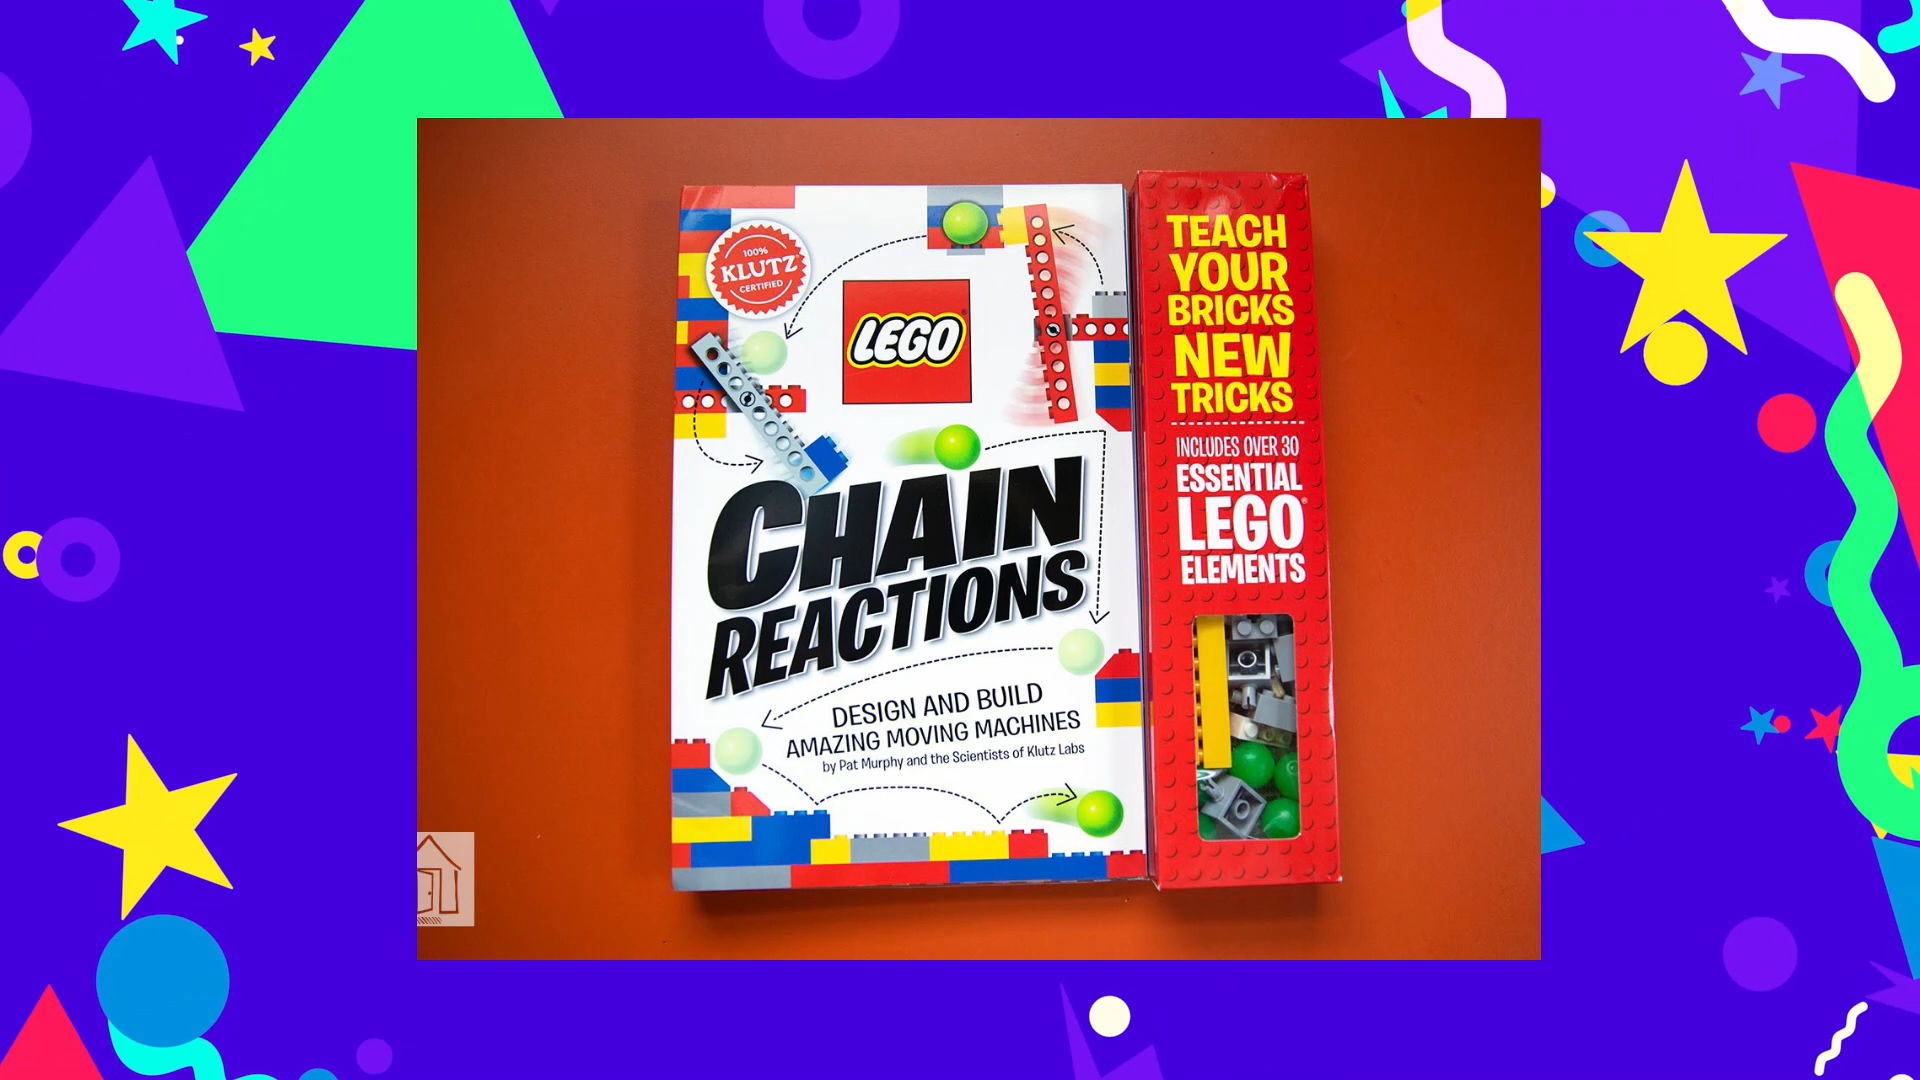 100%
KLUTZ
CERTIFIED
LEGO®
CHAIN
REACTIONS
DESIGN AND BUILD
AMAZING MOVING MACHINES
by Pat Murphy and the Scientists of Klutz Labs
TEACH
YOUR
BRICKS
NEW
TRICKS
INCLUDES OVER 30
ESSENTIAL
LEGO®
ELEMENTS